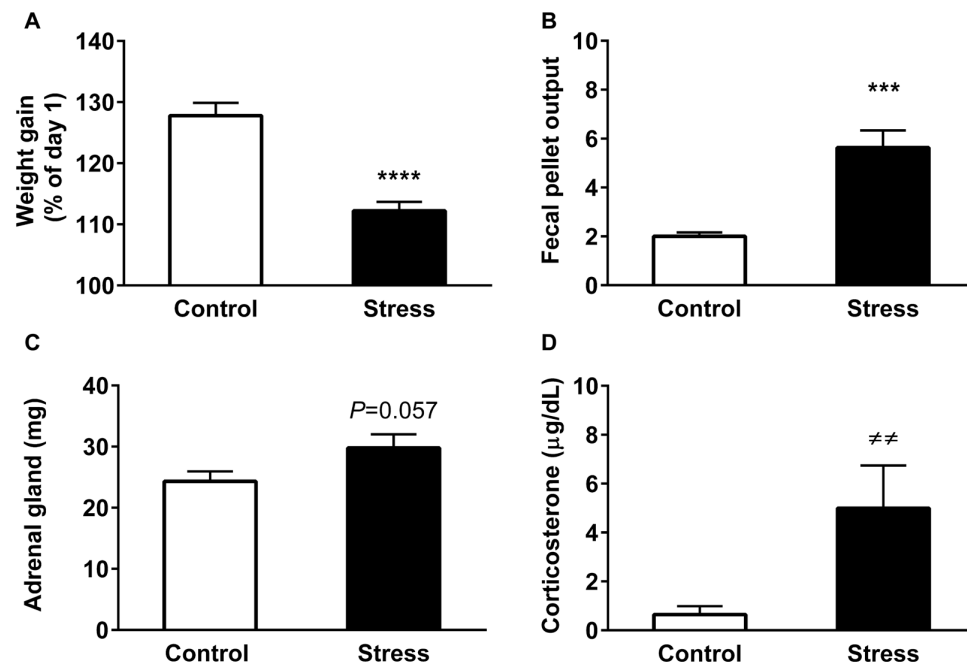 A
Weight gain
(% of day 1)
140
130
120
110
100
****
Control
Stress
B
Fecal pellet output
10
8
6
4
2
0
***
Control
Stress
C
Adrenal gland (mg)
40
30
20
10
0
P=0.057
Control
Stress
D
Corticosterone (µg/dL)
10
8
6
4
2
0
≠≠
Control
Stress